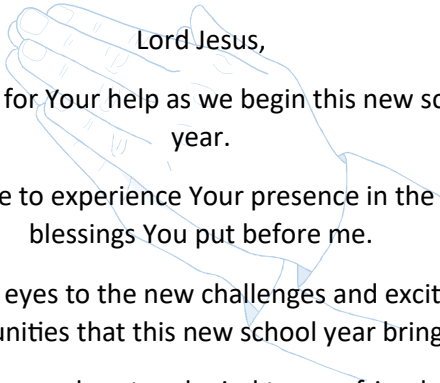 Lord Jesus,
for Your help as we begin this new
year.
to experience Your presence in the
blessings You put before me.
eyes to the new challenges and
that this new school year